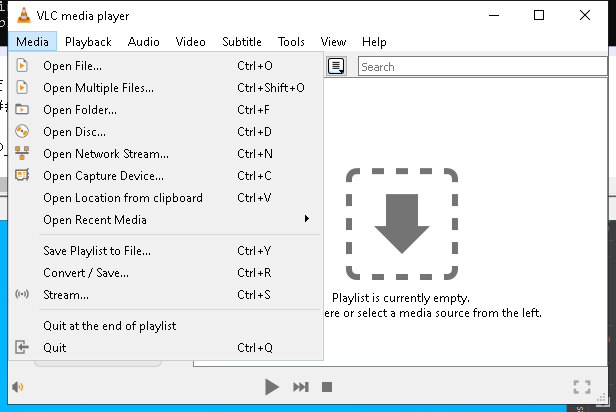 VLC media player
Media Playback Audio Video Subtitle Tools View Help
Open File... Ctrl+O
Search
Open Multiple Files... Ctrl+Shift+O
Open Folder... Ctrl+F
Open Disc... Ctrl+D
Open Network Stream... Ctrl+N
Open Capture Device... Ctrl+C
Open Location from clipboard Ctrl+V
Open Recent Media
Save Playlist to File... Ctrl+Y
Convert / Save... Ctrl+R
Stream... Ctrl+S
Playlist is currently empty.
ere or select a media source from the left.
Quit at the end of playlist
Quit Ctrl+Q